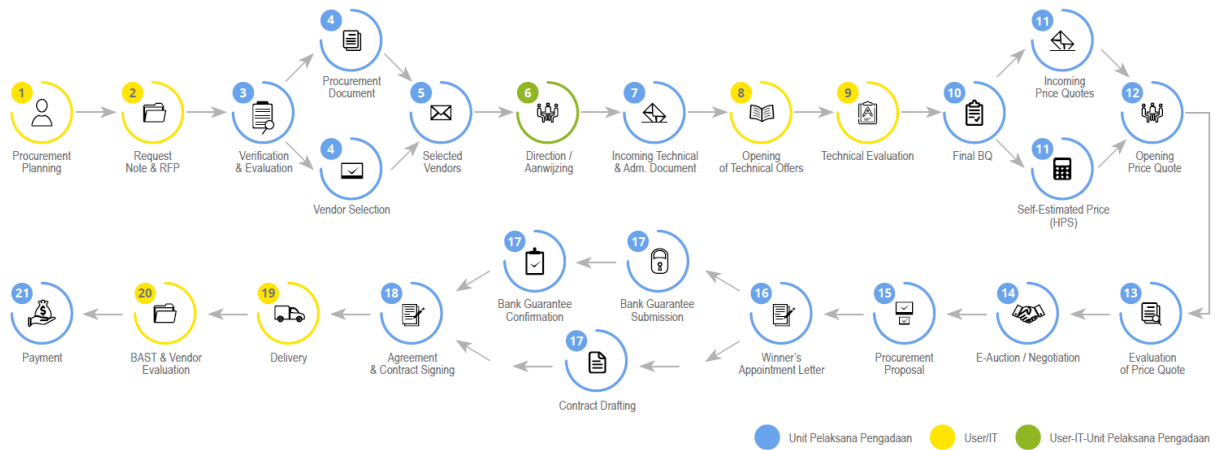 1
Procurement
Planning
2
Request
Note & RFP
3
Verification
& Evaluation
4
Procurement
Document
4
Vendor Selection
5
Selected
Vendors
6
Direction /
Aanwijzing
7
Incoming Technical
& Adm. Document
8
Opening
of Technical Offers
9
Technical Evaluation
10
Final BQ
11
Incoming
Price Quotes
11
Self-Estimated Price
(HPS)
12
Opening
Price Quote
13
Evaluation
of Price Quote
14
E-Auction / Negotiation
15
Procurement
Proposal
16
Winner's
Appointment Letter
17
Bank Guarantee
Submission
17
Bank Guarantee
Confirmation
17
Contract Drafting
18
Agreement
& Contract Signing
19
Delivery
20
BAST & Vendor
Evaluation
21
Payment
Unit Pelaksana Pengadaan
User/IT
User-IT-Unit Pelaksana Pengadaan